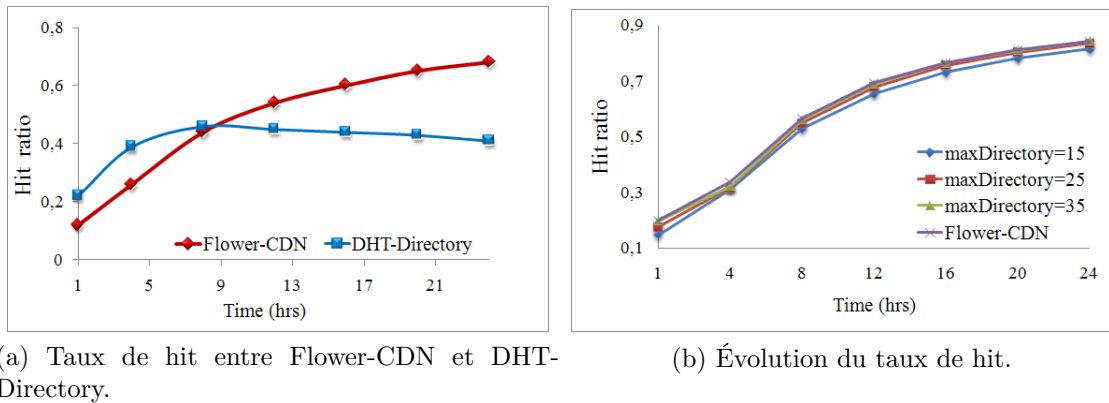 0,8
0,6
0,4
0,2
0
Hit ratio
Flower-CDN DHT-Directory
1 5 9 13 17 21
Time (hrs)
(a) Taux de hit entre Flower-CDN et DHT-
Directory.
0,9
0,7
0,5
0,3
0,1
Hit ratio
maxDirectory=15
maxDirectory=25
maxDirectory=35
Flower-CDN
1 4 8 12 16 20 24
Time (hrs)
(b) Évolution du taux de hit.